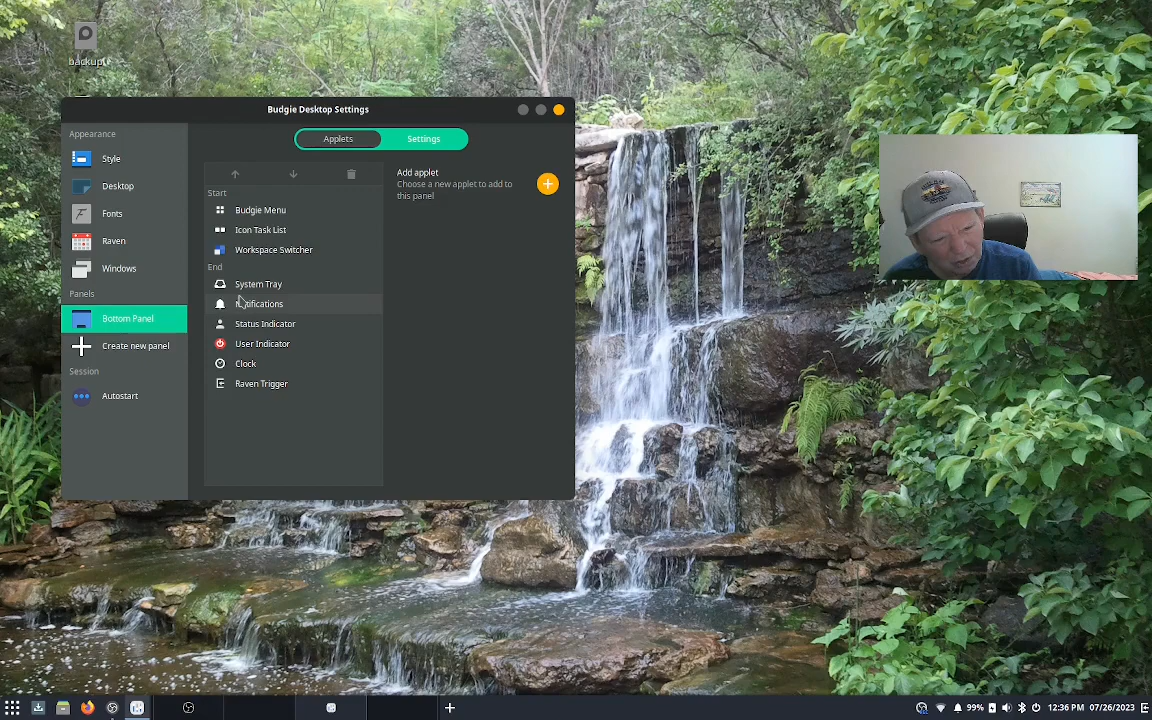 backup
Budgie Desktop Settings
Appearance
Style
Desktop
Fonts
Raven
Windows
Panels
Bottom Panel
Create new panel
Session
Autostart
Applets
Settings
Start
Budgie Menu
Icon Task List
Workspace Switcher
End
System Tray
Notifications
Status Indicator
User Indicator
Clock
Raven Trigger
Add applet
Choose a new applet to add to
this panel
99%
12:36 PM
07/26/2023